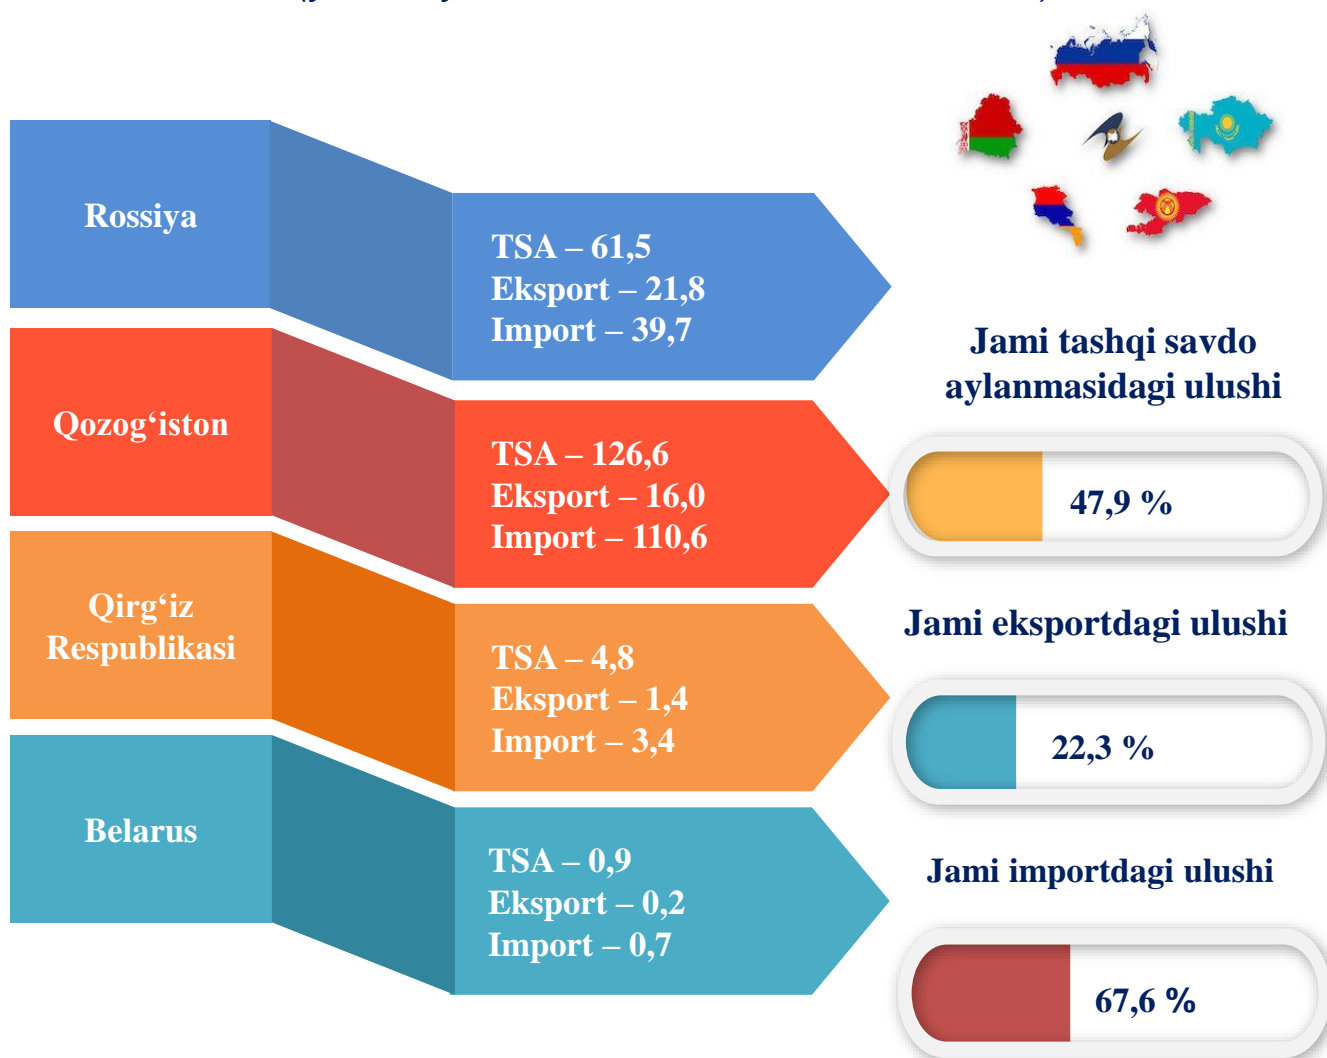 Rossiya
TSA – 61,5
Eksport – 21,8
Import – 39,7
Qozog‘iston
TSA – 126,6
Eksport – 16,0
Import – 110,6
Qirg‘iz
Respublikasi
TSA – 4,8
Eksport – 1,4
Import – 3,4
Belarus
TSA – 0,9
Eksport – 0,2
Import – 0,7
Jami tashqi savdo
aylanmasidagi ulushi
47,9 %
Jami eksportdagi ulushi
22,3 %
Jami importdagi ulushi
67,6 %